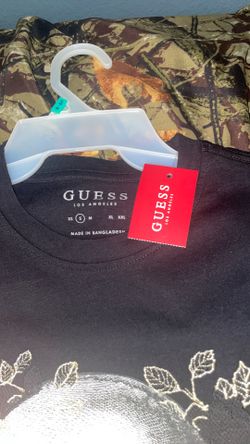 GUESS
LOS ANGELES
XS S M XL XXL
MADE IN BANGLADESH
GUESS
LOS ANGELES